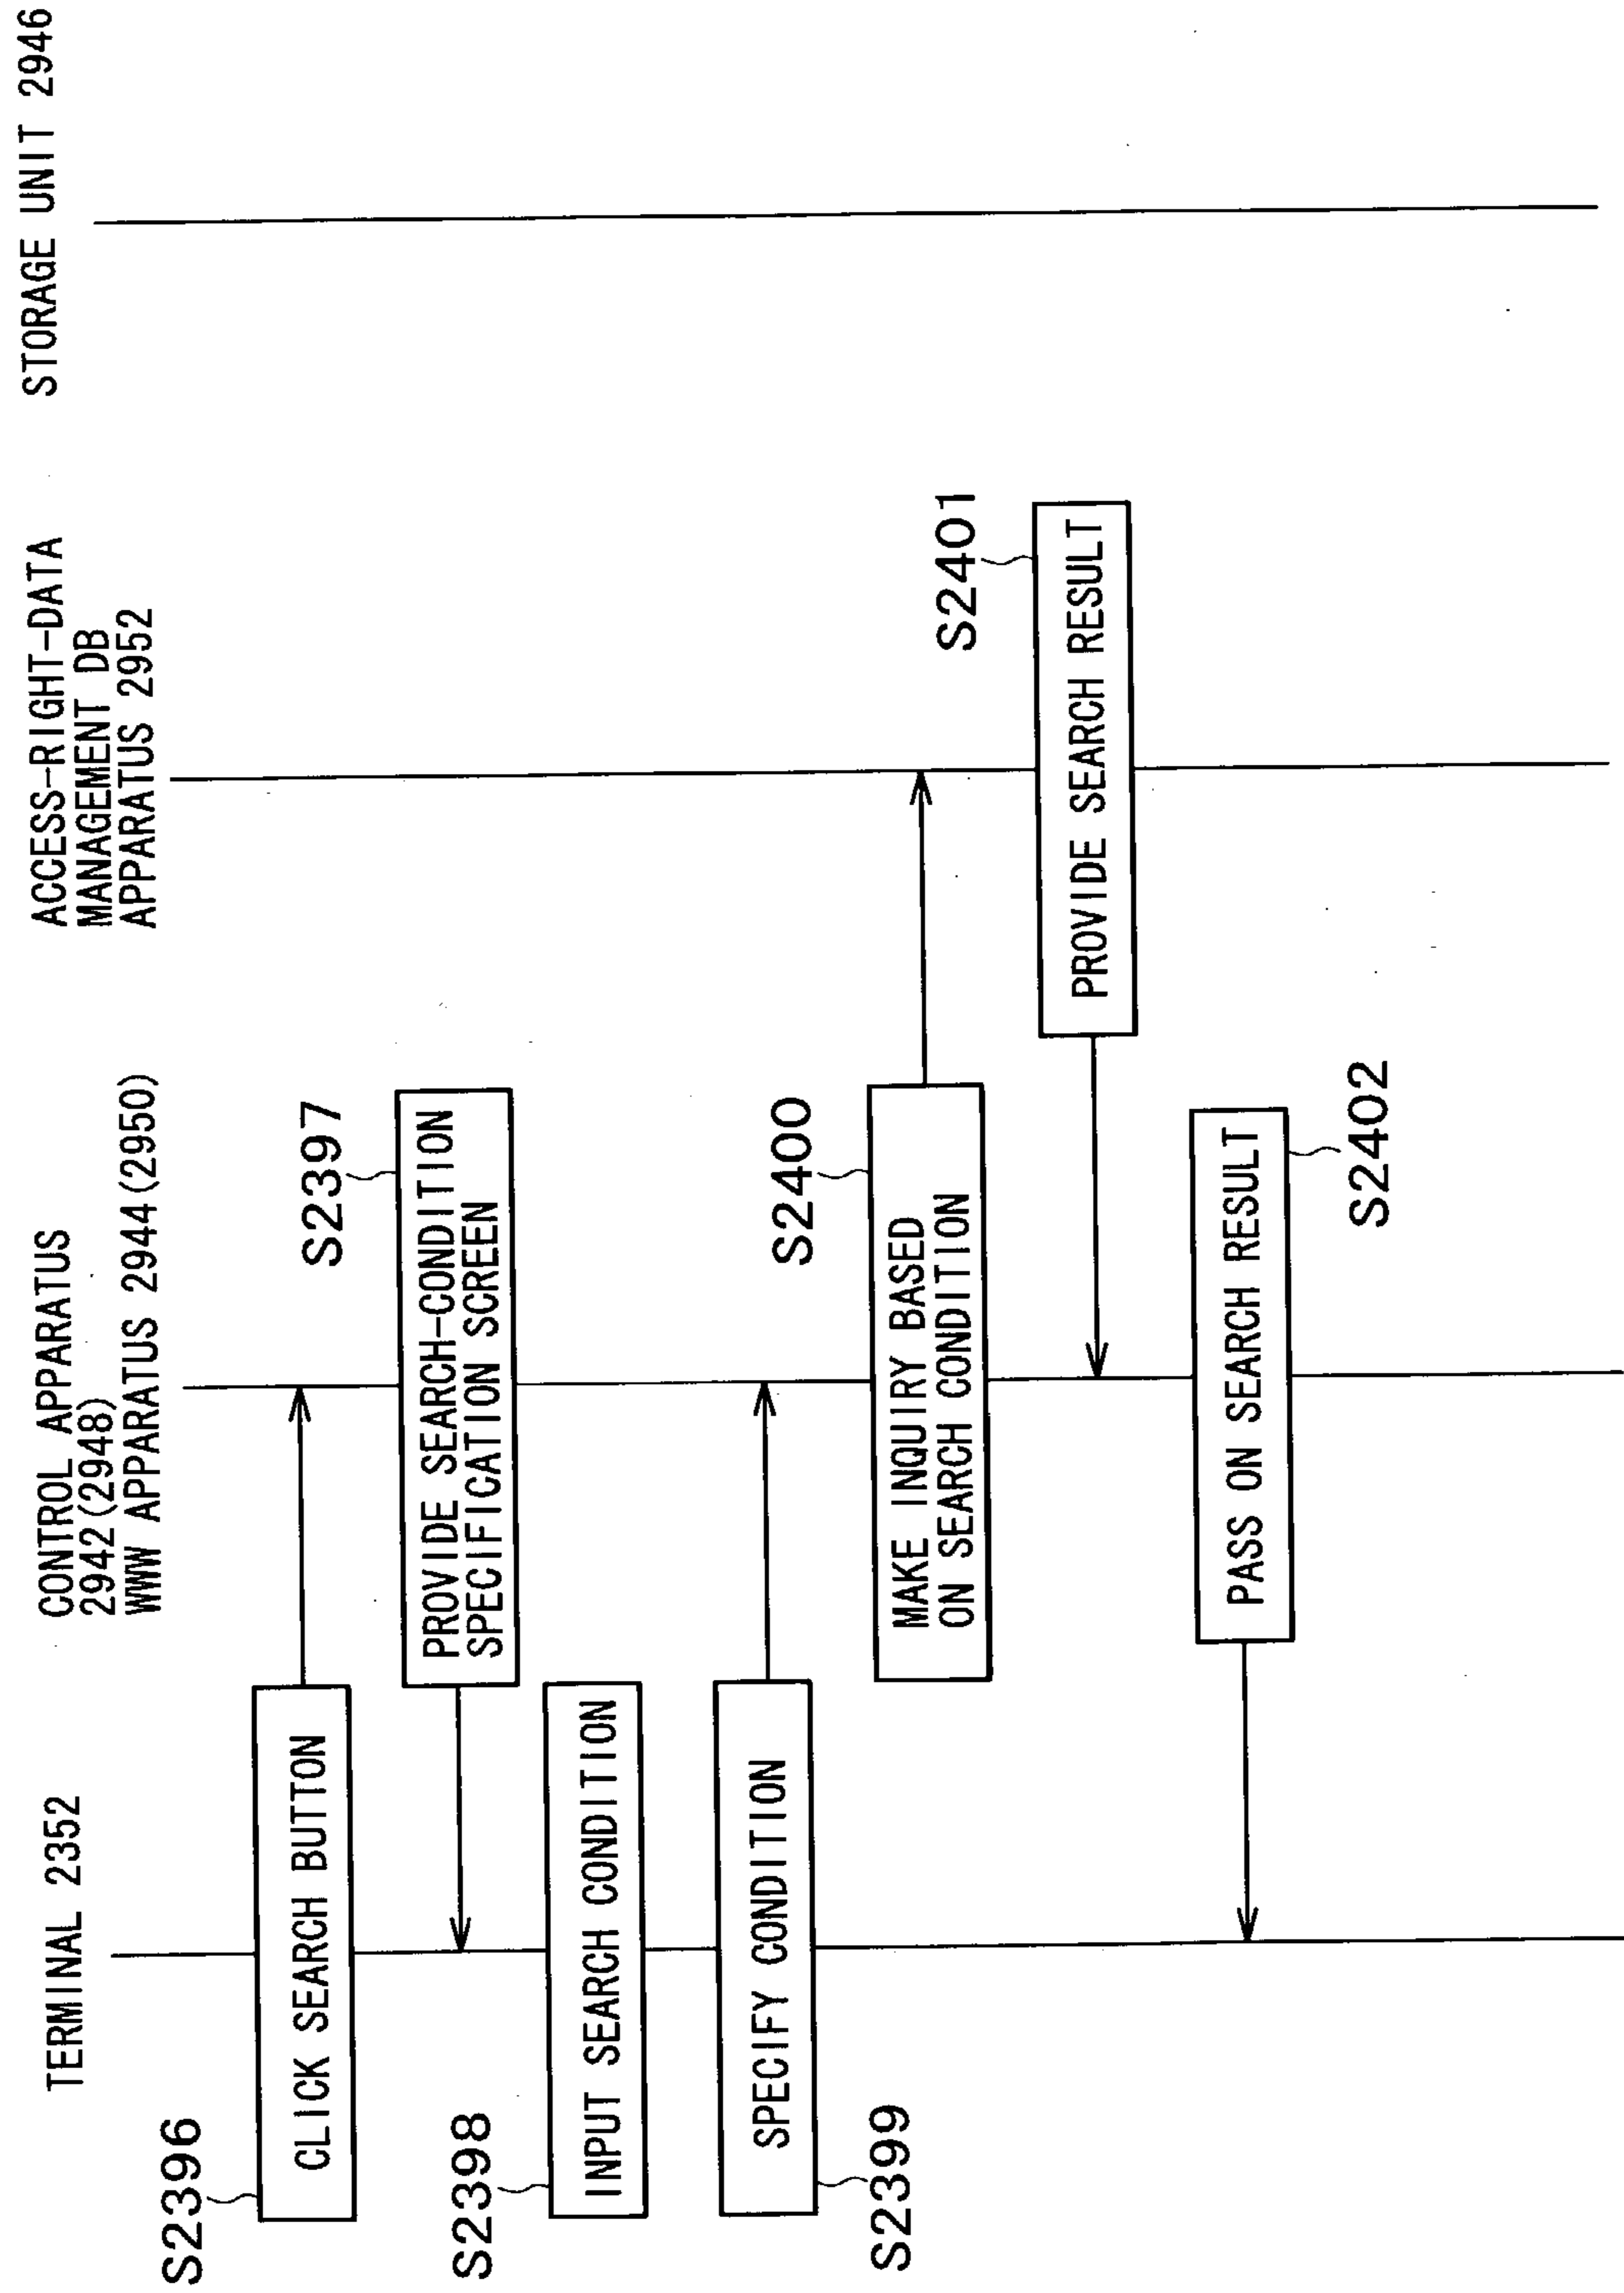 TERMINAL 2352
CONTROL APPARATUS
2942(2948)
WWW APPARATUS 2944(2950)
ACCESS-RIGHT-DATA
MANAGEMENT DB
APPARATUS 2952
STORAGE UNIT 2946
S2396
CLICK SEARCH BUTTON
S2397
PROVIDE SEARCH-CONDITION
SPECIFICATION SCREEN
S2398
INPUT SEARCH CONDITION
SPECIFY CONDITION
S2399
S2400
MAKE INQUIRY BASED
ON SEARCH CONDITION
S2401
PROVIDE SEARCH RESULT
PASS ON SEARCH RESULT
S2402